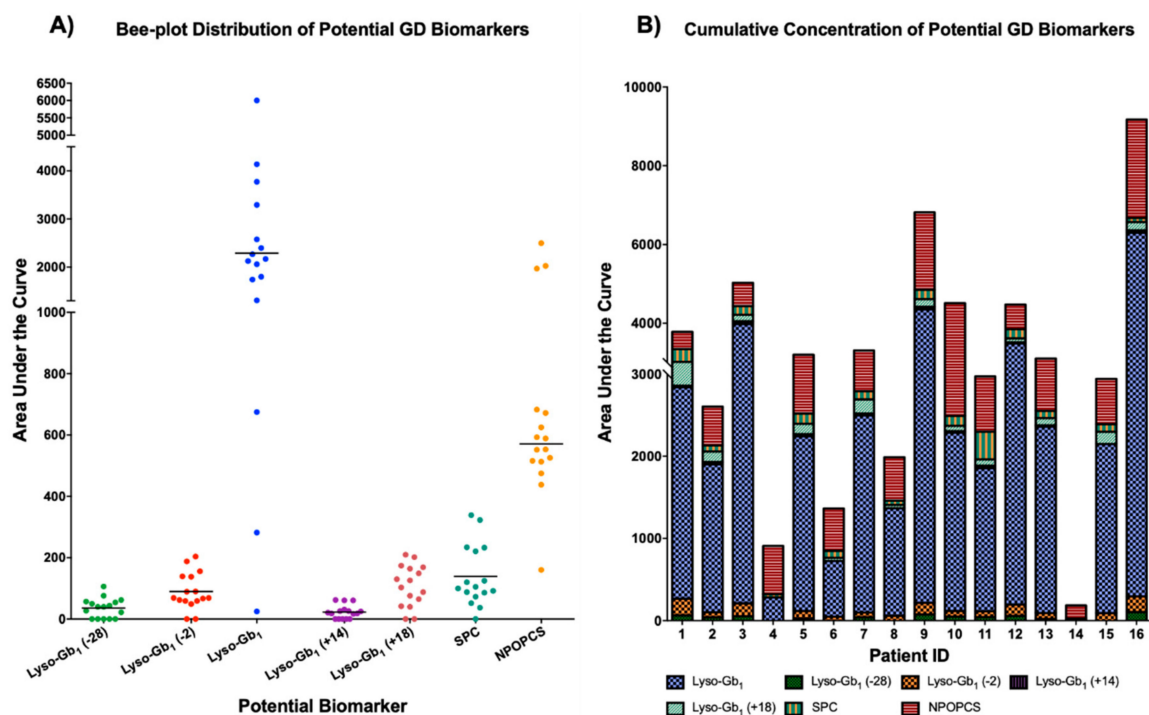 A) Bee-plot Distribution of Potential GD Biomarkers
6500
6000
5500
5000
4000
3000
2000
1000
800
600
400
200
0
Area Under the Curve
Lyso-Gb₁ (-28)
Lyso-Gb₁ (-2)
Lyso-Gb₁
Lyso-Gb₁ (+14)
Lyso-Gb₁ (+18)
SPC
NPOPCS
Potential Biomarker
B) Cumulative Concentration of Potential GD Biomarkers
10000
8000
6000
4000
3000
2000
1000
0
Area Under the Curve
1 2 3 4 5 6 7 8 9 10 11 12 13 14 15 16
Patient ID
Lyso-Gb₁ Lyso-Gb₁ (-28) Lyso-Gb₁ (-2) Lyso-Gb₁ (+14)
Lyso-Gb₁ (+18) SPC NPOPCS